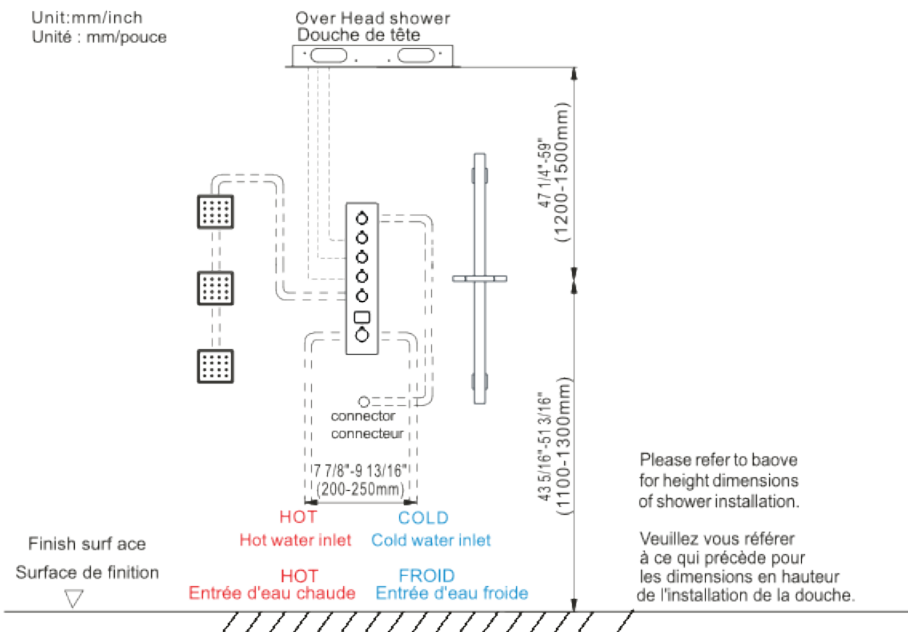 Unit:mm/inch
Unité : mm/pouce
Over Head shower
Douche de tête
47 1/4"-59"
(1200-1500mm)
connector
connecteur
43 5/16"-51 3/16"
(1100-1300mm)
7 7/8"-9 13/16"
(200-250mm)
Please refer to baove
for height dimensions
of shower installation.
HOT
Hot water inlet
COLD
Cold water inlet
Veuillez vous référer
à ce qui précède pour
les dimensions en hauteur
de l'installation de la douche.
Finish surf ace
Surface de finition
HOT
Entrée d'eau chaude
FROID
Entrée d'eau froide